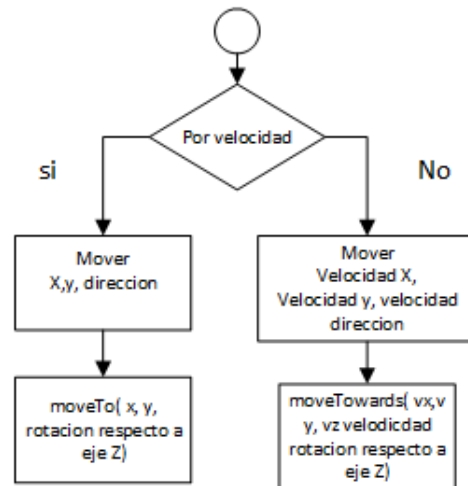 Por velocidad
si
No
Mover
X,y, direccion
Mover
Velocidad X,
Velocidad y, velocidad
direccion
moveTo( x, y,
rotacion respecto a
eje Z)
moveTowards( vx,v
y, vz velodicdad
rotacion respecto a
eje Z)